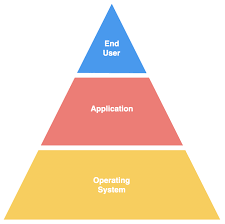 End
User
Application
Operating
System